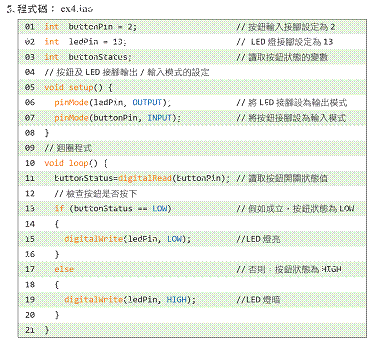 5. 程式碼：ex4.ino
01 int buttonPin = 2; // 按鈕輸入接腳設定為 2
02 int ledPin = 13; // LED 燈接腳設定為 13
03 int buttonStatus; // 讀取按鈕狀態的變數
04 // 按鈕及 LED 接腳輸出 / 輸入模式的設定
05 void setup() {
06 pinMode(ledPin, OUTPUT); // 將 LED 接腳設為輸出模式
07 pinMode(buttonPin, INPUT); // 將按鈕接腳設為輸入模式
08 }
09 // 迴圈程式
10 void loop() {
11 buttonStatus=digitalRead(buttonPin); // 讀取按鈕開關狀態值
12 // 檢查按鈕是否按下
13 if (buttonStatus == LOW) // 假如成立，按鈕狀態為 LOW
14 {
15 digitalWrite(ledPin, LOW); //LED 燈亮
16 }
17 else // 否則，按鈕狀態為 HIGH
18 {
19 digitalWrite(ledPin, HIGH); //LED 燈暗
20 }
21 }